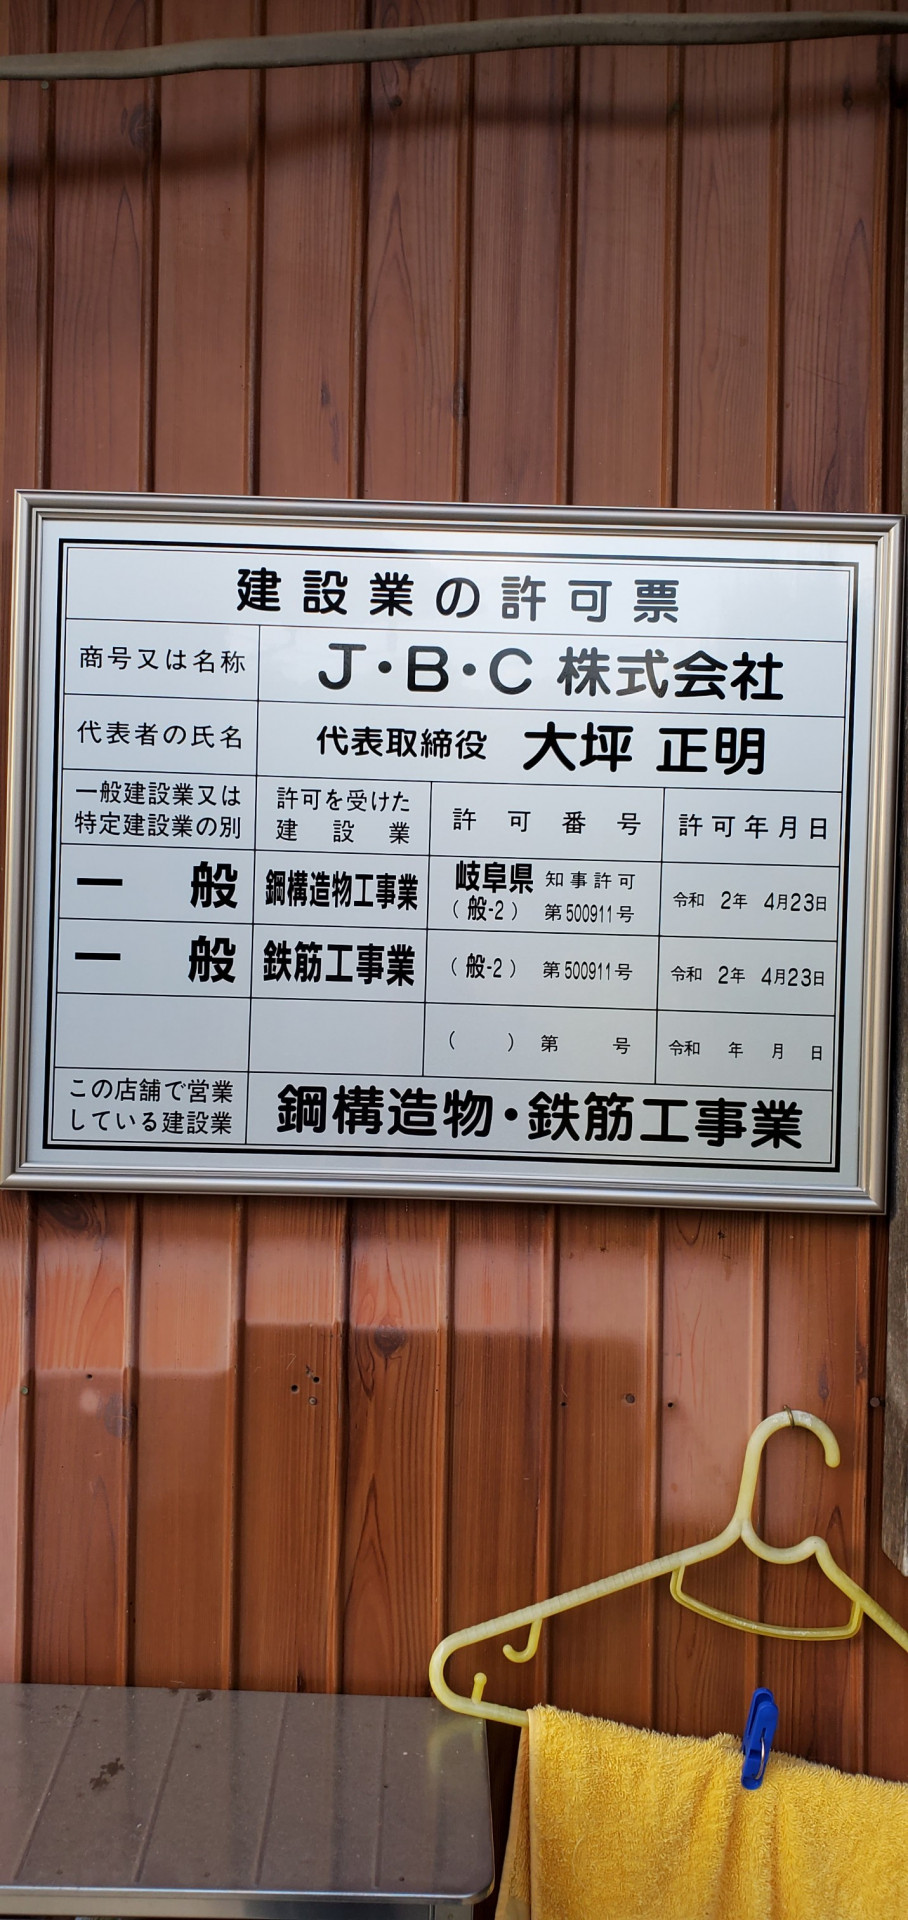 建設業の許可票
商号又は名称 J・B・C 株式会社
代表者の氏名 代表取締役 大坪 正明
一般建設業又は
特定建設業の別
許可を受けた
建設業
許可番号
許可年月日
一般 鋼構造物工事業 岐阜県 知事許可
(般-2) 第500911号 令和 2年 4月23日
一般 鉄筋工事業 (般-2) 第500911号 令和 2年 4月23日
( ) 第 号 令和 年 月 日
この店舗で営業
している建設業
鋼構造物・鉄筋工事業